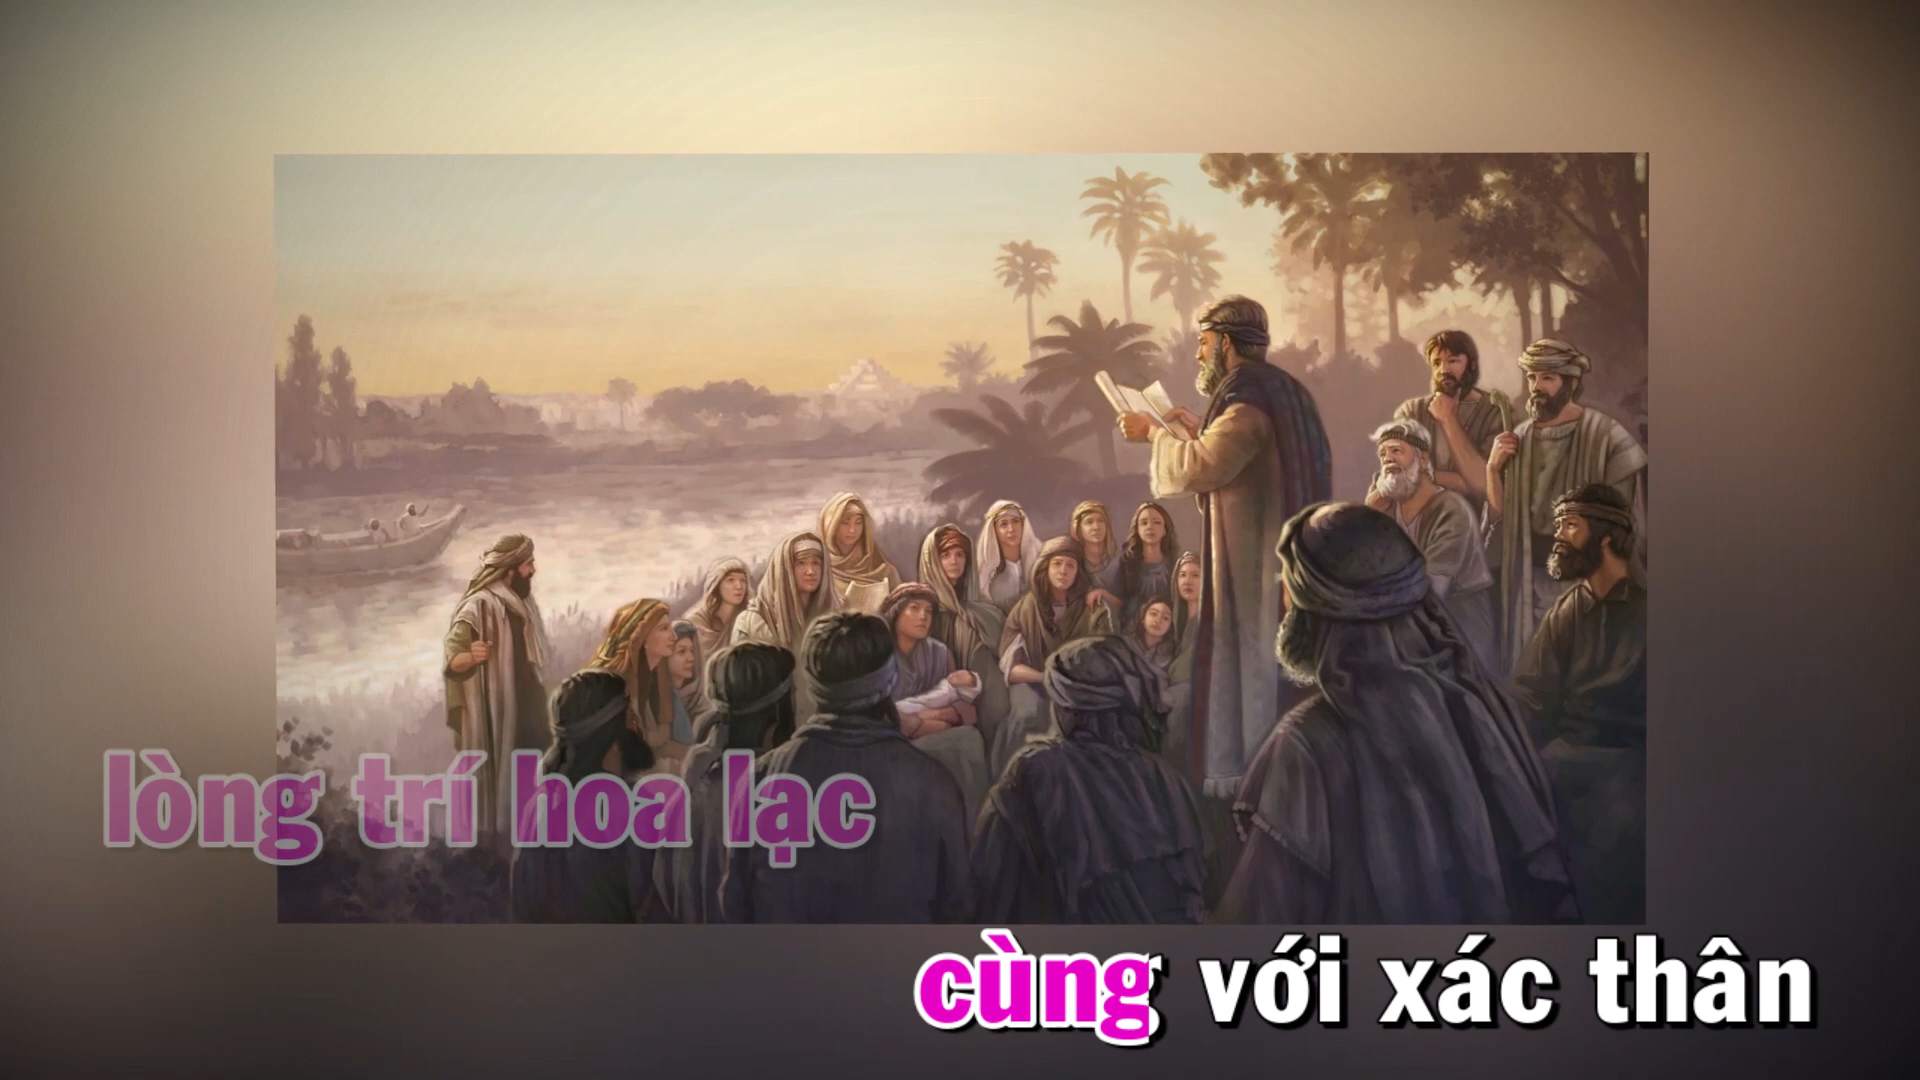 lòng trí hoa lạc
cùng với xác thân